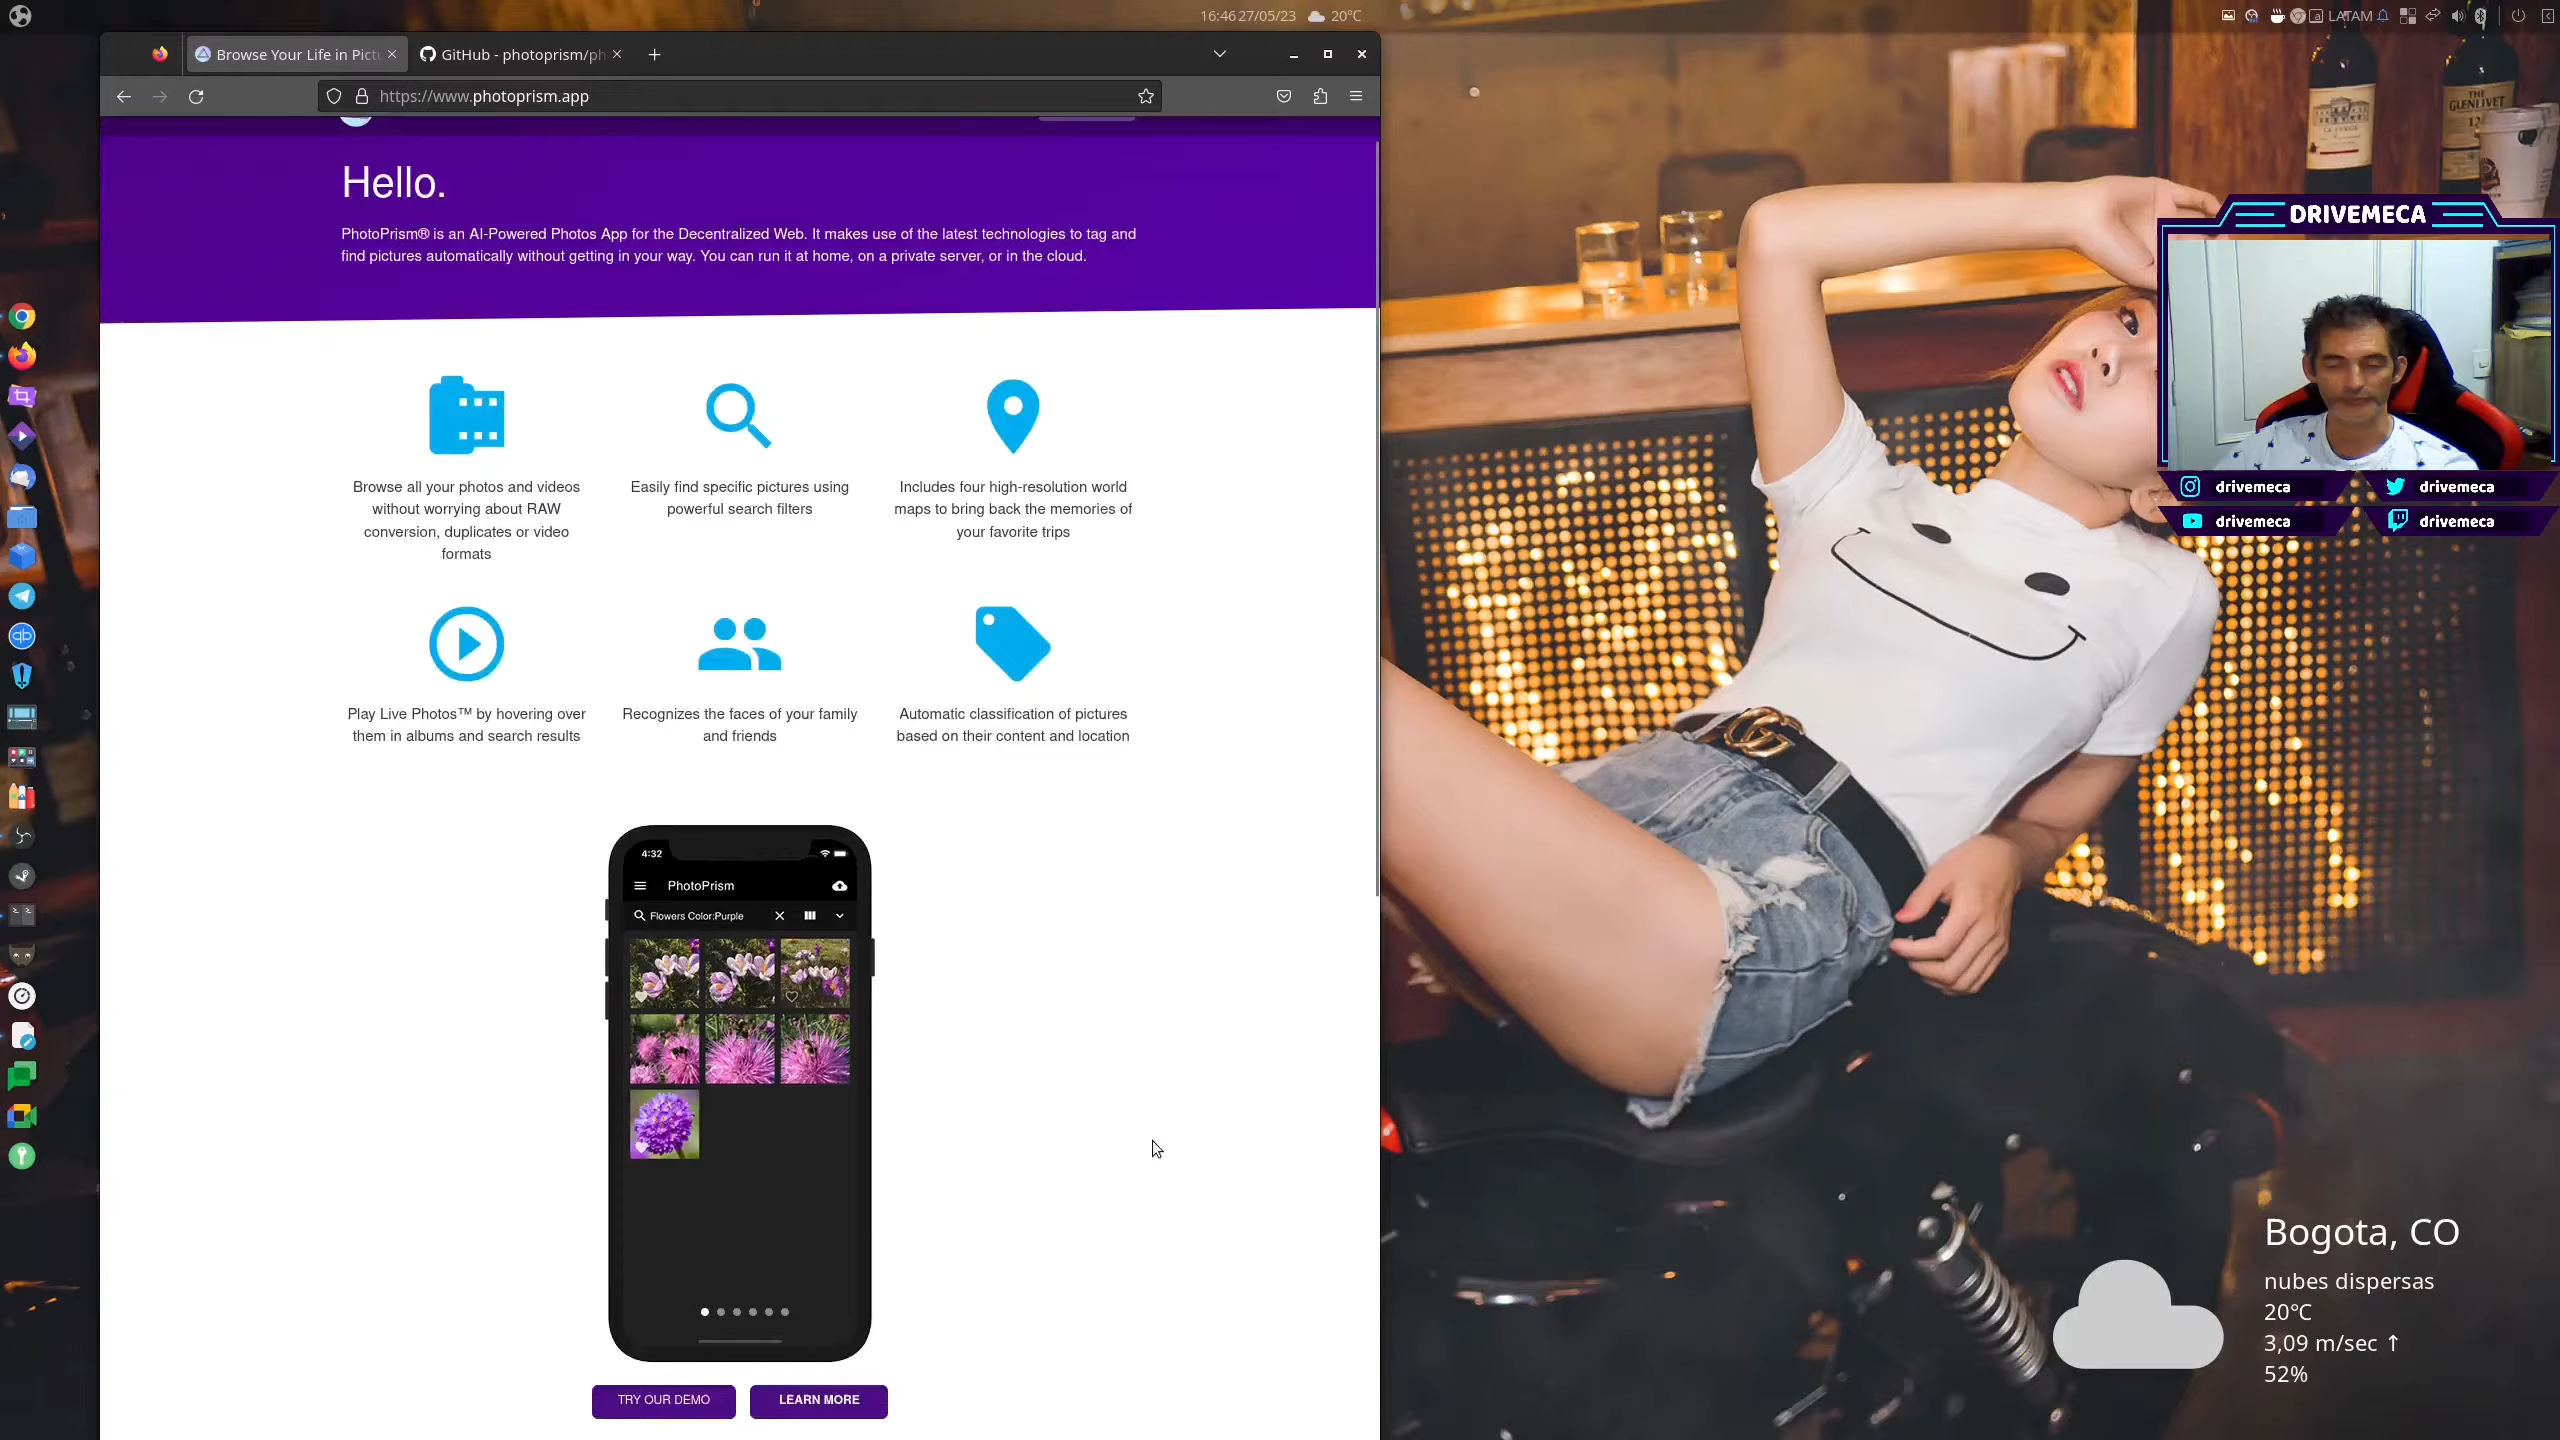 16:46 27/05/23 20°C
LATAM
Browse Your Life in Pict
GitHub - photoprism/ph
https://www.photoprism.app
Hello.
PhotoPrism® is an AI-Powered Photos App for the Decentralized Web. It makes use of the latest technologies to tag and
find pictures automatically without getting in your way. You can run it at home, on a private server, or in the cloud.
Browse all your photos and videos
without worrying about RAW
conversion, duplicates or video
formats
Easily find specific pictures using
powerful search filters
Includes four high-resolution world
maps to bring back the memories of
your favorite trips
Play Live Photos™ by hovering over
them in albums and search results
Recognizes the faces of your family
and friends
Automatic classification of pictures
based on their content and location
4:32
PhotoPrism
Flowers Color:Purple
TRY OUR DEMO
LEARN MORE
THE
GLENLIVET
12
DRIVEMECA
drivemeca
drivemeca
drivemeca
drivemeca
Bogota, CO
nubes dispersas
20°C
3,09 m/sec ↑
52%